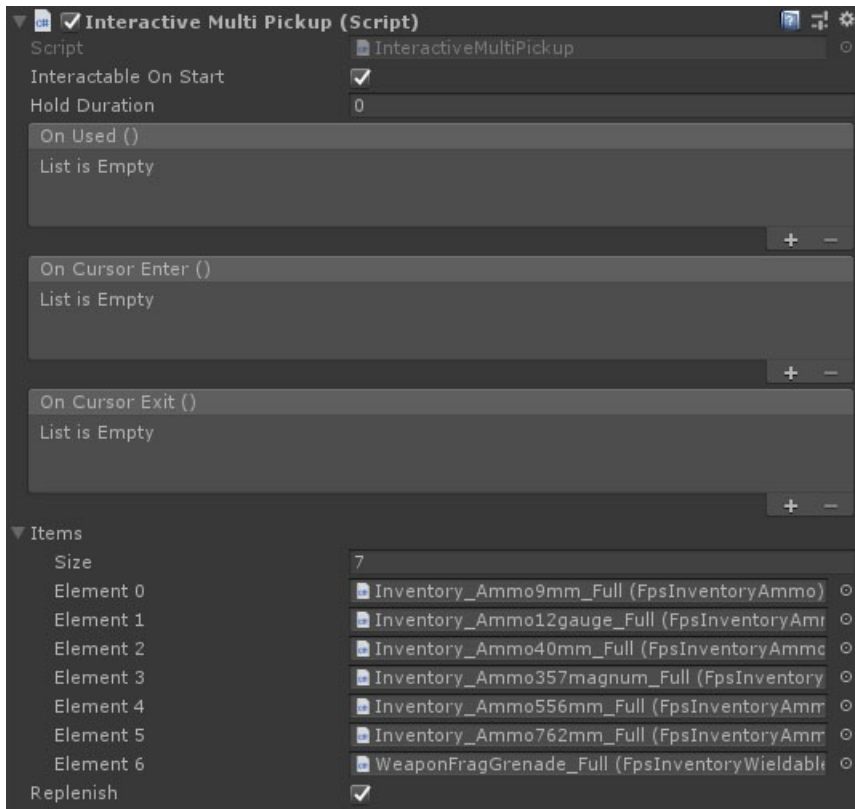 Interactive Multi Pickup (Script)
Script InteractiveMultiPickup
Interactable On Start
Hold Duration 0
On Used ()
List is Empty
+ −
On Cursor Enter ()
List is Empty
+ −
On Cursor Exit ()
List is Empty
+ −
Items
Size 7
Element 0 Inventory_Ammo9mm_Full (FpsInventoryAmmo)
Element 1 Inventory_Ammo12gauge_Full (FpsInventoryAmm
Element 2 Inventory_Ammo40mm_Full (FpsInventoryAmmo
Element 3 Inventory_Ammo357magnum_Full (FpsInventory
Element 4 Inventory_Ammo556mm_Full (FpsInventoryAmm
Element 5 Inventory_Ammo762mm_Full (FpsInventoryAmm
Element 6 WeaponFragGrenade_Full (FpsInventoryWieldable
Replenish